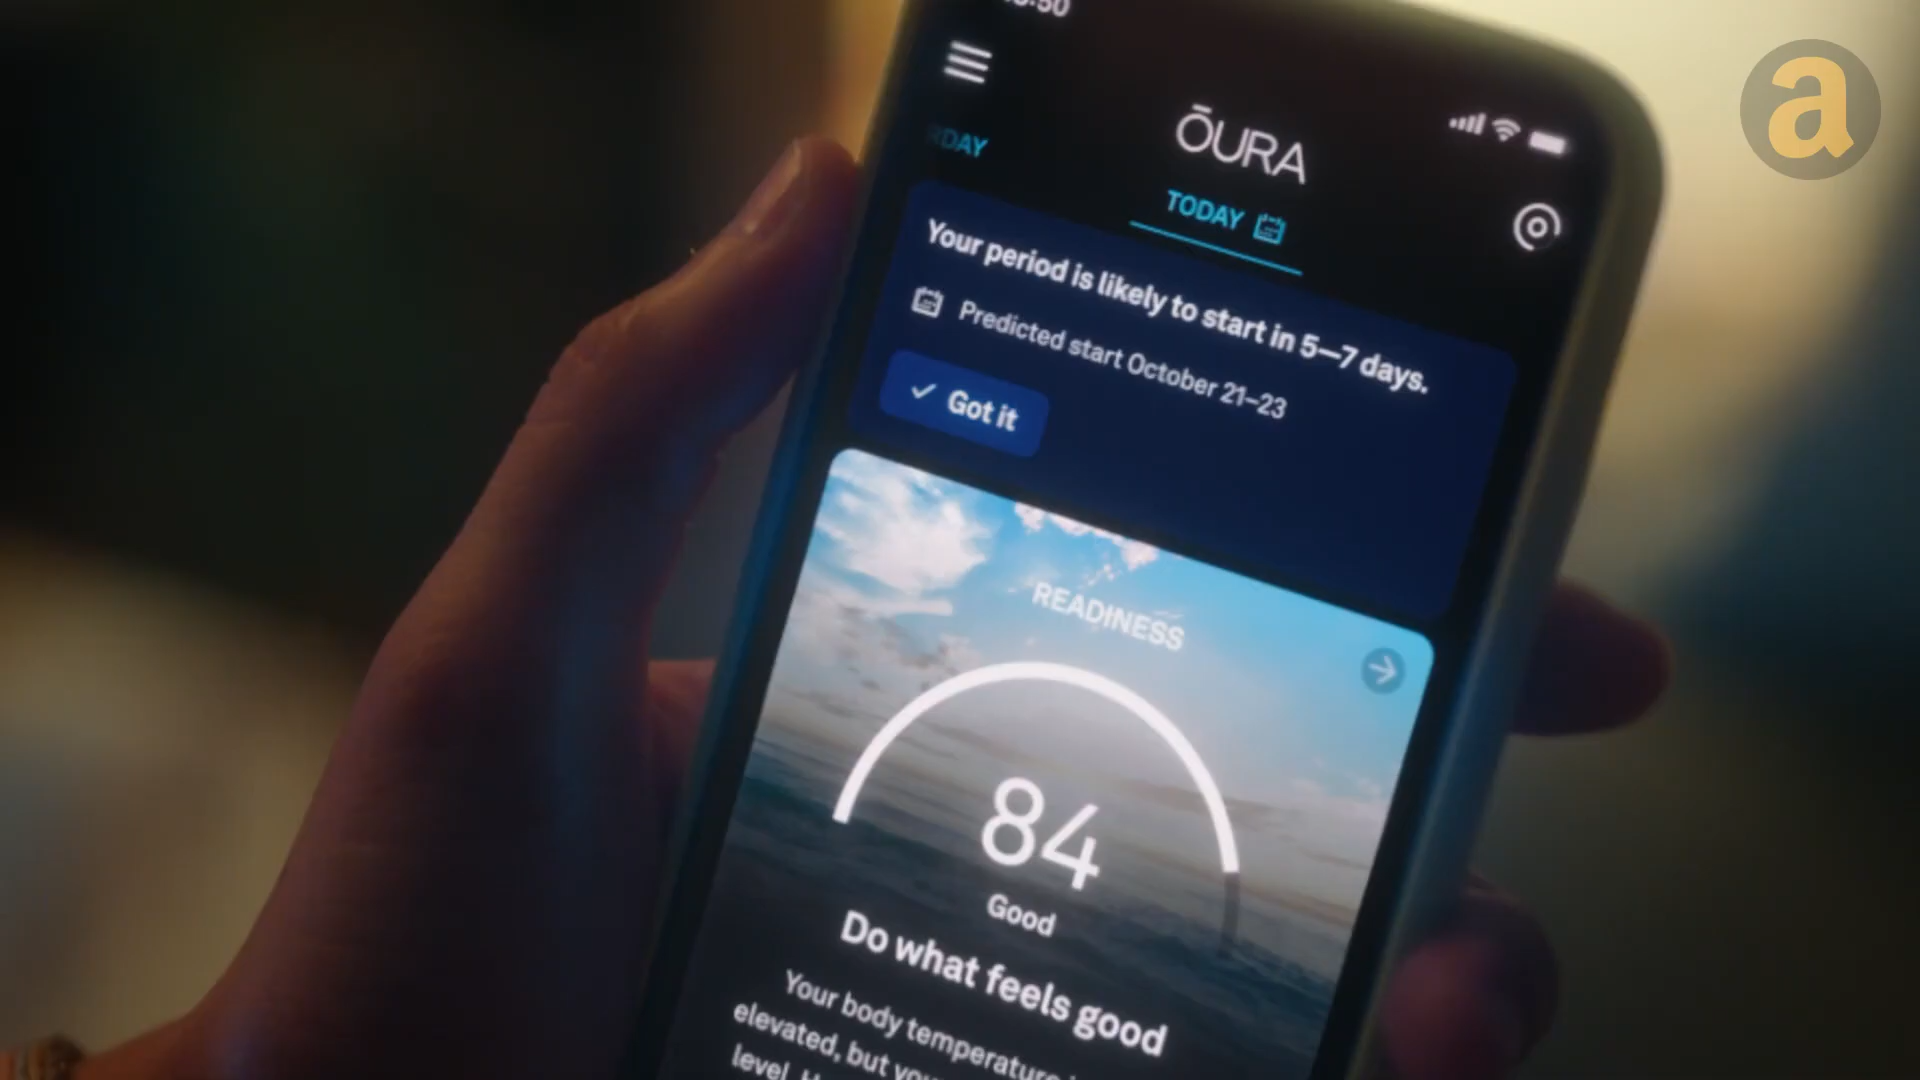 ŌURA
TODAY
Your period is likely to start in 5–7 days.
Predicted start October 21–23
Got it
READINESS
84
Good
Do what feels good
Your body temperature
elevated, but
level.
a